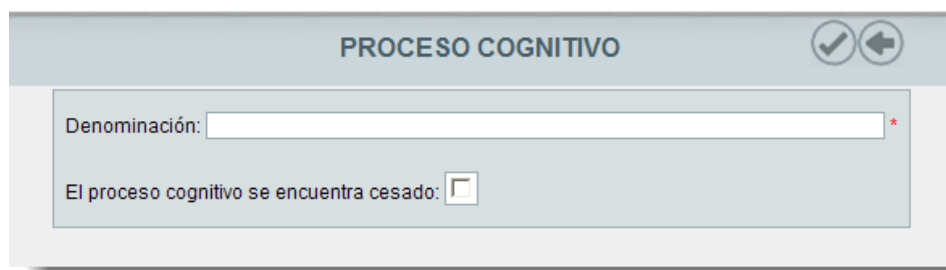 PROCESO COGNITIVO
Denominación: *
El proceso cognitivo se encuentra cesado: